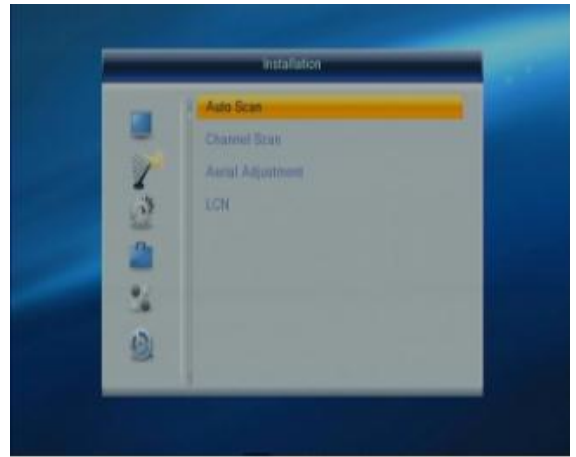 Installation
Auto Scan
Channel Scan
Aerial Adjustment
LCN